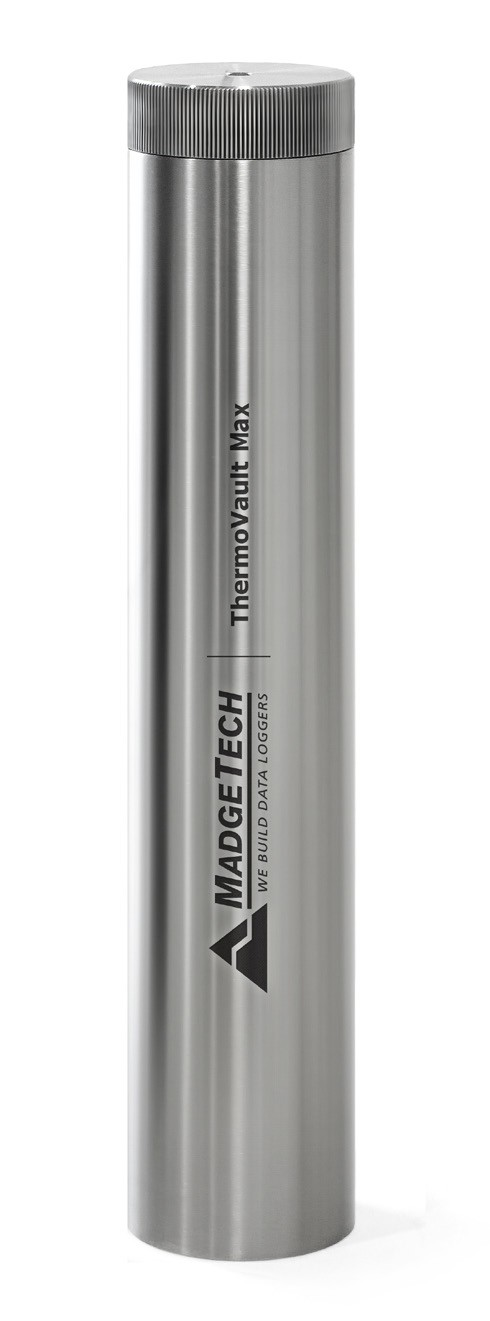 MADGETECH
WE BUILD DATA LOGGERS
ThermoVault Max